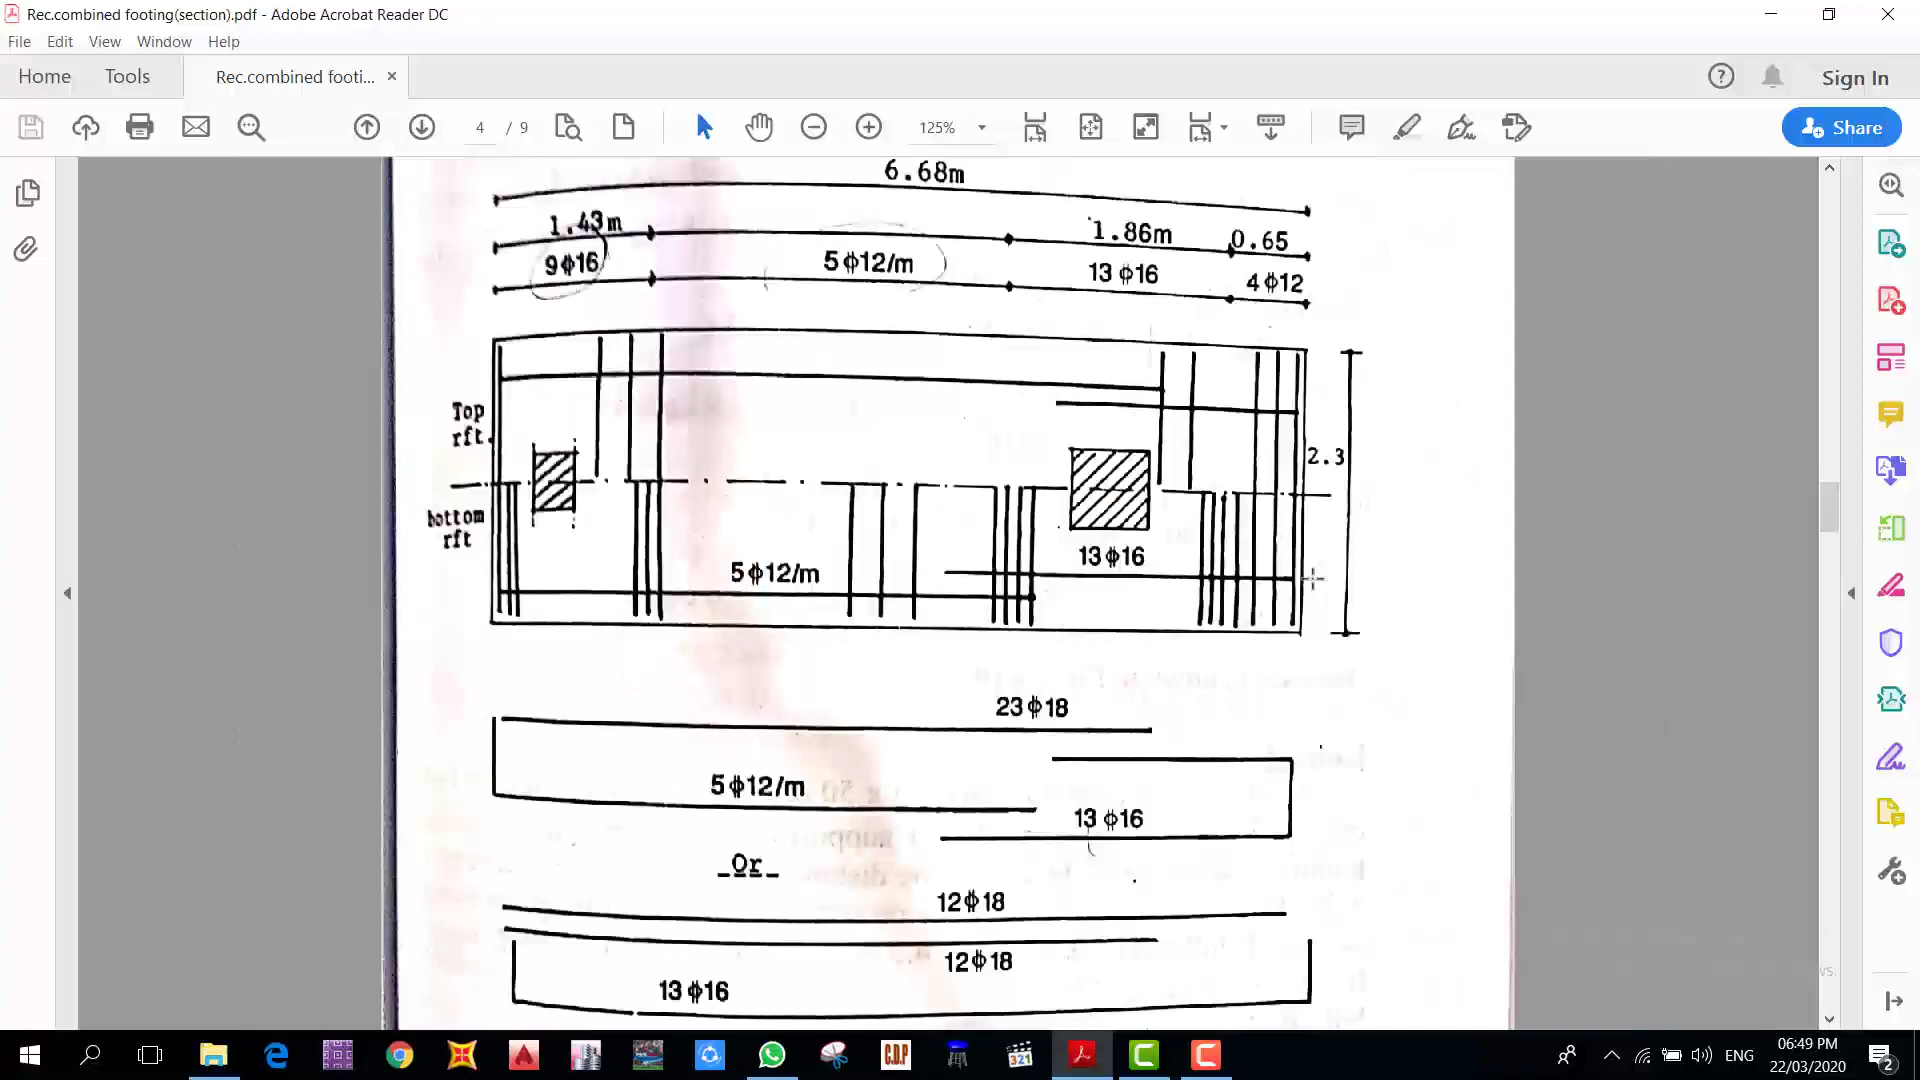 Rec.combined footing(section).pdf - Adobe Acrobat Reader DC
File Edit View Window Help
Home Tools Rec.combined footi... × Sign In
4 / 9 125% Share
6.68m
1.43m 1.86m 0.65
9ϕ16 5ϕ12/m 13ϕ16 4ϕ12
Top
rft.
2.3
bottom
rft
13ϕ16
5ϕ12/m
23ϕ18
5ϕ12/m
13ϕ16
Or
12ϕ18
12ϕ18
13ϕ16
C.D.P
321
ENG
06:49 PM
22/03/2020
2